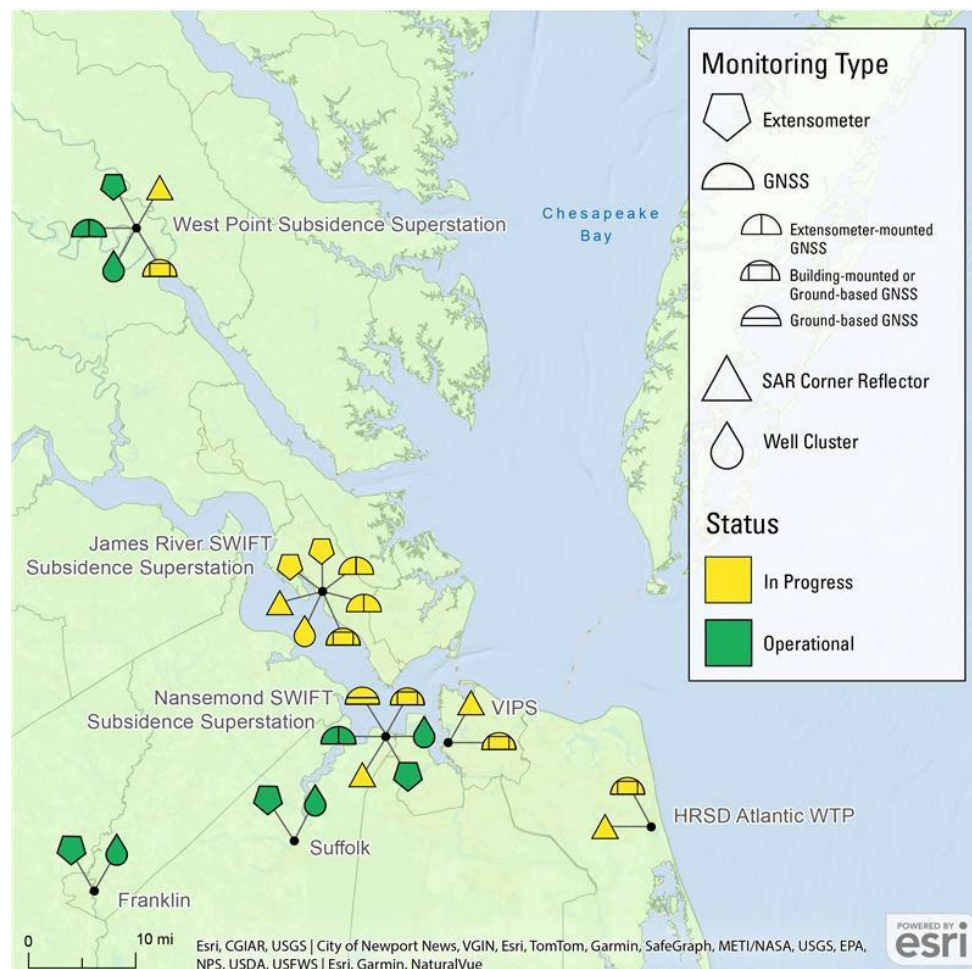 Monitoring Type
Extensometer
GNSS
Extensometer-mounted
GNSS
Building-mounted or
Ground-based GNSS
Ground-based GNSS
SAR Corner Reflector
Well Cluster
Status
In Progress
Operational
Chesapeake
Bay
West Point Subsidence Superstation
James River SWIFT
Subsidence Superstation
Nansemond SWIFT
Subsidence Superstation
VIPS
HRSD Atlantic WTP
Suffolk
Franklin
0 10 mi
Esri, CGIAR, USGS | City of Newport News, VGIN, Esri, TomTom, Garmin, SafeGraph, METI/NASA, USGS, EPA,
NPS, USDA, USFWS | Esri, Garmin, NaturalVue
POWERED BY
esri